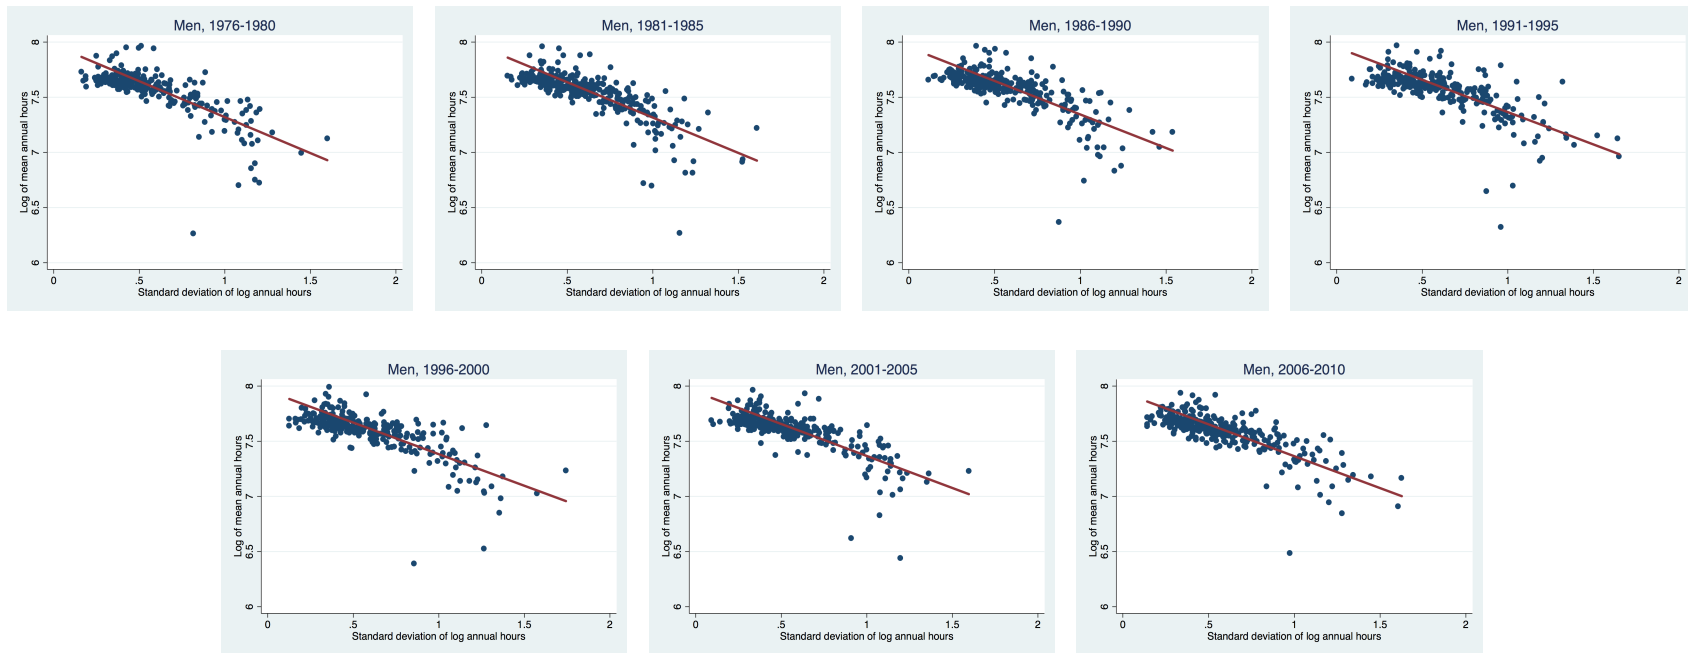 Men, 1976-1980
Log of mean annual hours
8
7.5
7
6.5
6
0 .5 1 1.5 2
Standard deviation of log annual hours
Men, 1981-1985
Log of mean annual hours
8
7.5
7
6.5
6
0 .5 1 1.5 2
Standard deviation of log annual hours
Men, 1986-1990
Log of mean annual hours
8
7.5
7
6.5
6
0 .5 1 1.5 2
Standard deviation of log annual hours
Men, 1991-1995
Log of mean annual hours
8
7.5
7
6.5
6
0 .5 1 1.5 2
Standard deviation of log annual hours
Men, 1996-2000
Log of mean annual hours
8
7.5
7
6.5
6
0 .5 1 1.5 2
Standard deviation of log annual hours
Men, 2001-2005
Log of mean annual hours
8
7.5
7
6.5
6
0 .5 1 1.5 2
Standard deviation of log annual hours
Men, 2006-2010
Log of mean annual hours
8
7.5
7
6.5
6
0 .5 1 1.5 2
Standard deviation of log annual hours